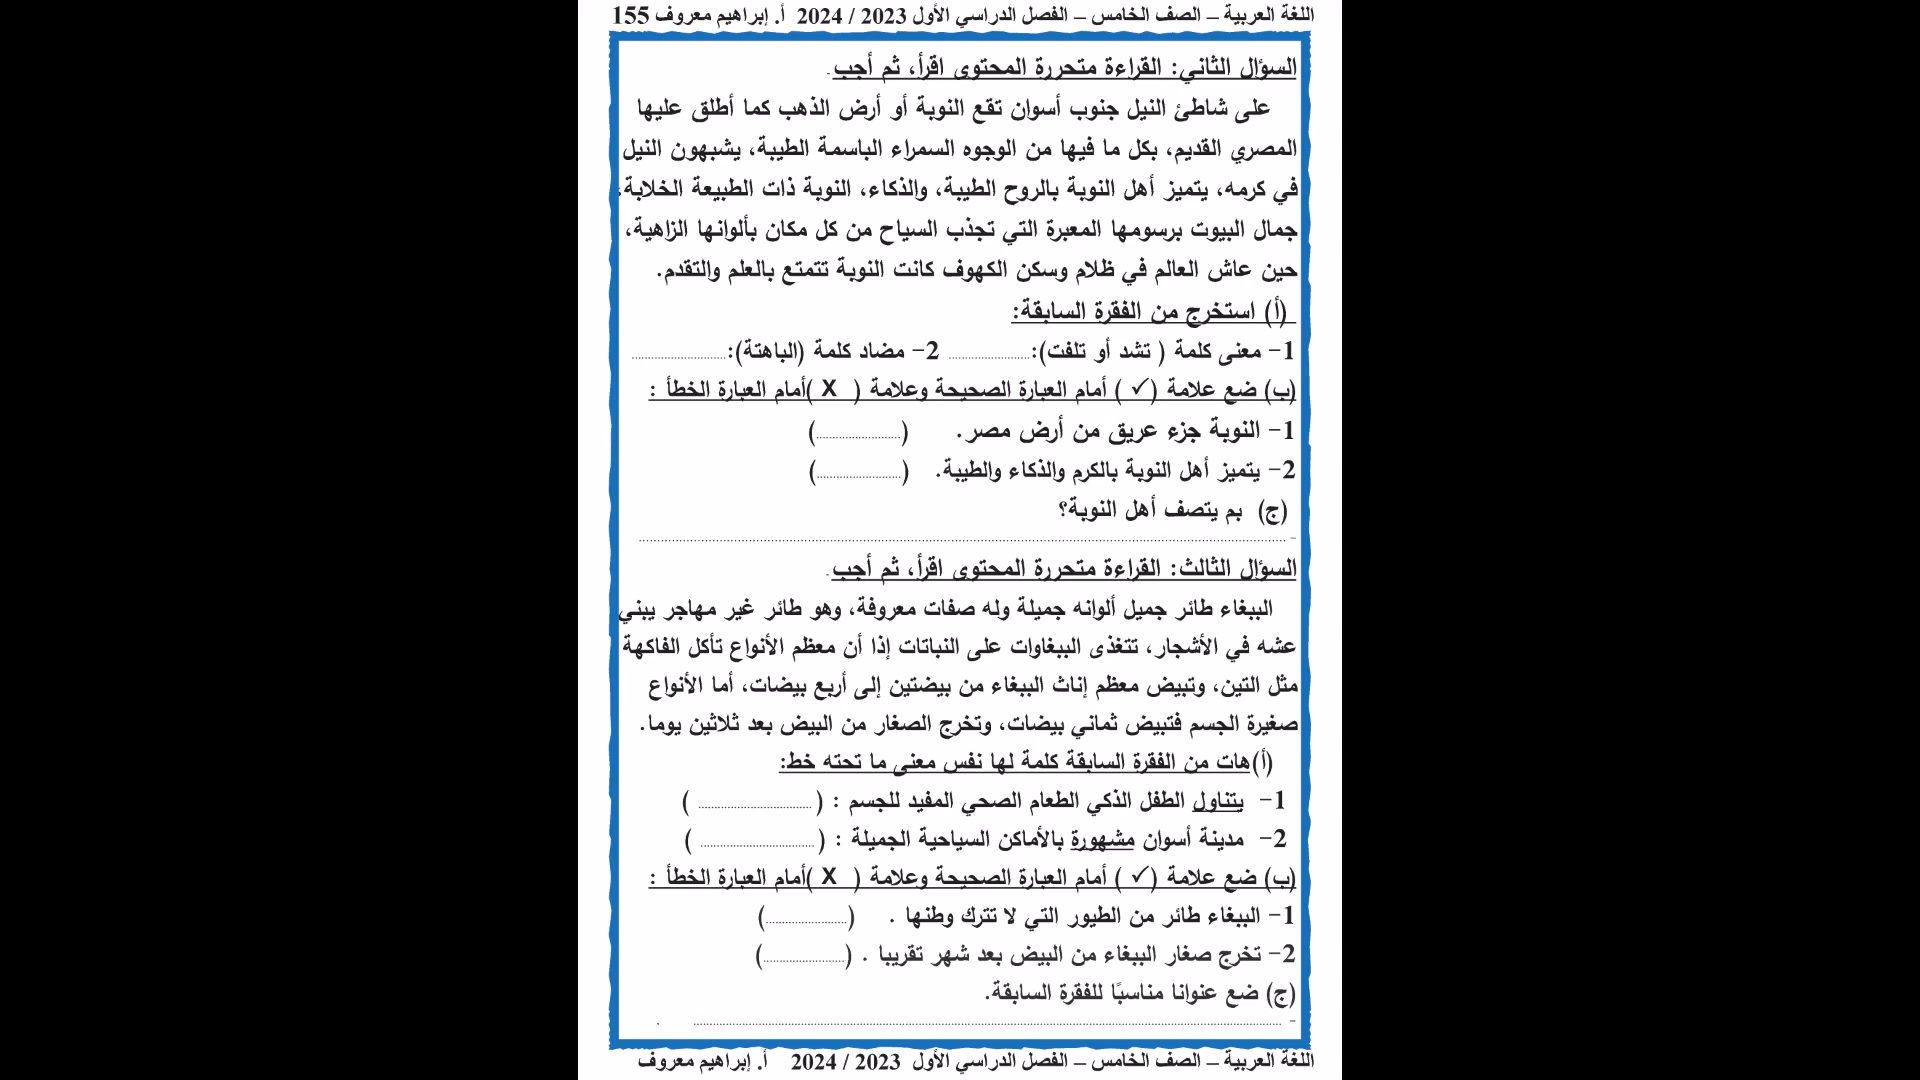 اللغة العربية – الصف الخامس – الفصل الدراسي الأول 2023 / 2024 أ. إبراهيم معروف 155
السؤال الثاني: القراءة متحررة المحتوى اقرأ، ثم أجب.
على شاطئ النيل جنوب أسوان تقع النوبة أو أرض الذهب كما أطلق عليها
المصري القديم، بكل ما فيها من الوجوه السمراء الباسمة الطيبة، يشبهون النيل
في كرمه، يتميز أهل النوبة بالروح الطيبة، والذكاء، النوبة ذات الطبيعة الخلابة،
جمال البيوت برسومها المعبرة التي تجذب السياح من كل مكان بألوانها الزاهية،
حين عاش العالم في ظلام وسكن الكهوف كانت النوبة تتمتع بالعلم والتقدم.
(أ) استخرج من الفقرة السابقة:
1- معنى كلمة ( تشد أو تلفت):.......................... 2- مضاد كلمة (الباهتة):..............................
(ب) ضع علامة (✓ ) أمام العبارة الصحيحة وعلامة ( X )أمام العبارة الخطأ :
1- النوبة جزء عريق من أرض مصر. (..........................)
2- يتميز أهل النوبة بالكرم والذكاء والطيبة. (..........................)
(ج) بم يتصف أهل النوبة؟
- ..........................................................................................
السؤال الثالث: القراءة متحررة المحتوى اقرأ، ثم أجب.
الببغاء طائر جميل ألوانه جميلة وله صفات معروفة، وهو طائر غير مهاجر يبني
عشه في الأشجار، تتغذى الببغاوات على النباتات إذا أن معظم الأنواع تأكل الفاكهة
مثل التين، وتبيض معظم إناث الببغاء من بيضتين إلى أربع بيضات، أما الأنواع
صغيرة الجسم فتبيض ثماني بيضات، وتخرج الصغار من البيض بعد ثلاثين يوما.
(أ)هات من الفقرة السابقة كلمة لها نفس معنى ما تحته خط:
1- يتناول الطفل الذكي الطعام الصحي المفيد للجسم : ( .................................. )
2- مدينة أسوان مشهورة بالأماكن السياحية الجميلة : ( .................................. )
(ب) ضع علامة (✓ ) أمام العبارة الصحيحة وعلامة ( X )أمام العبارة الخطأ :
1- الببغاء طائر من الطيور التي لا تترك وطنها . (.........................)
2- تخرج صغار الببغاء من البيض بعد شهر تقريبا . (.........................)
(ج) ضع عنوانا مناسبًا للفقرة السابقة.
- .......................................................................................... .
اللغة العربية – الصف الخامس – الفصل الدراسي الأول 2023 / 2024 أ. إبراهيم معروف